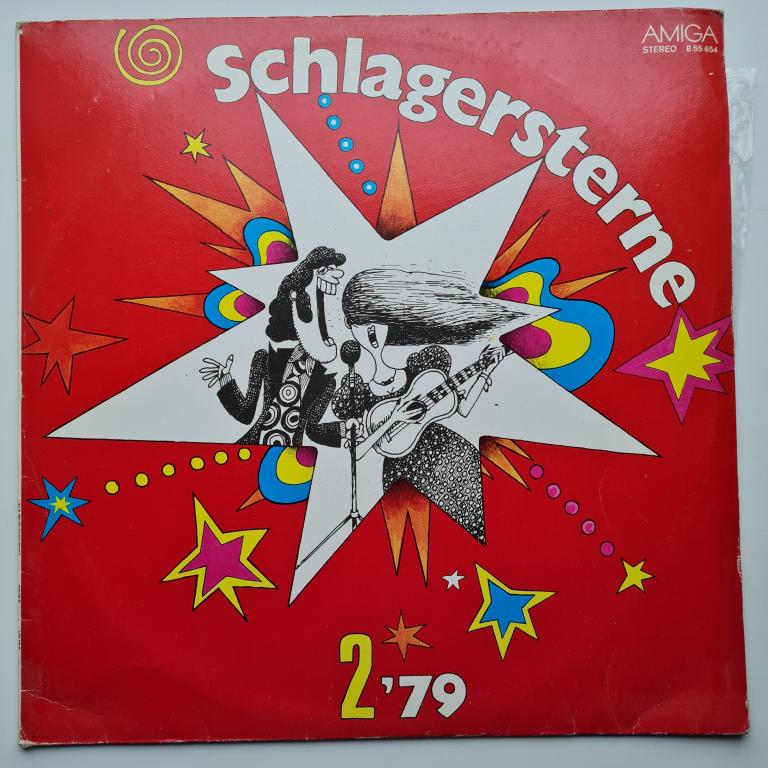 AMIGA
STEREO 8 55 654
Schlagersterne
2'79